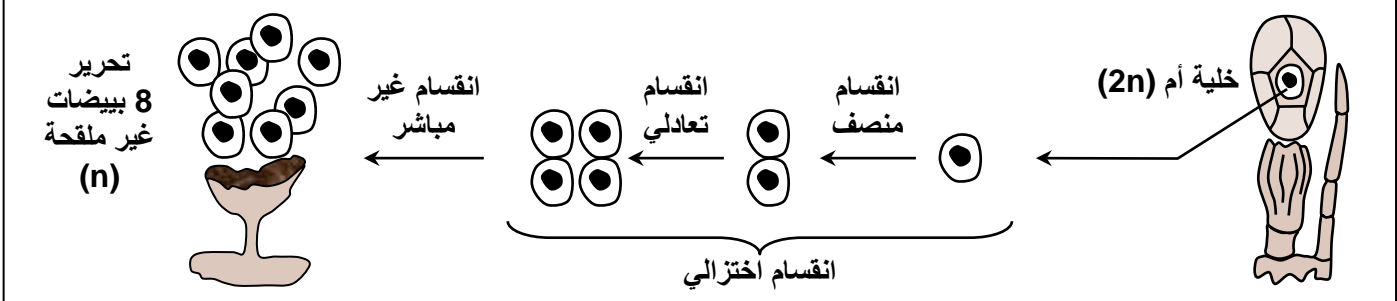 خلية أم (2n)
انقسام
منصف
انقسام
تعادلي
انقسام غير
مباشر
تحرير
8 بييضات
غير ملقحة
(n)
انقسام اختزالي